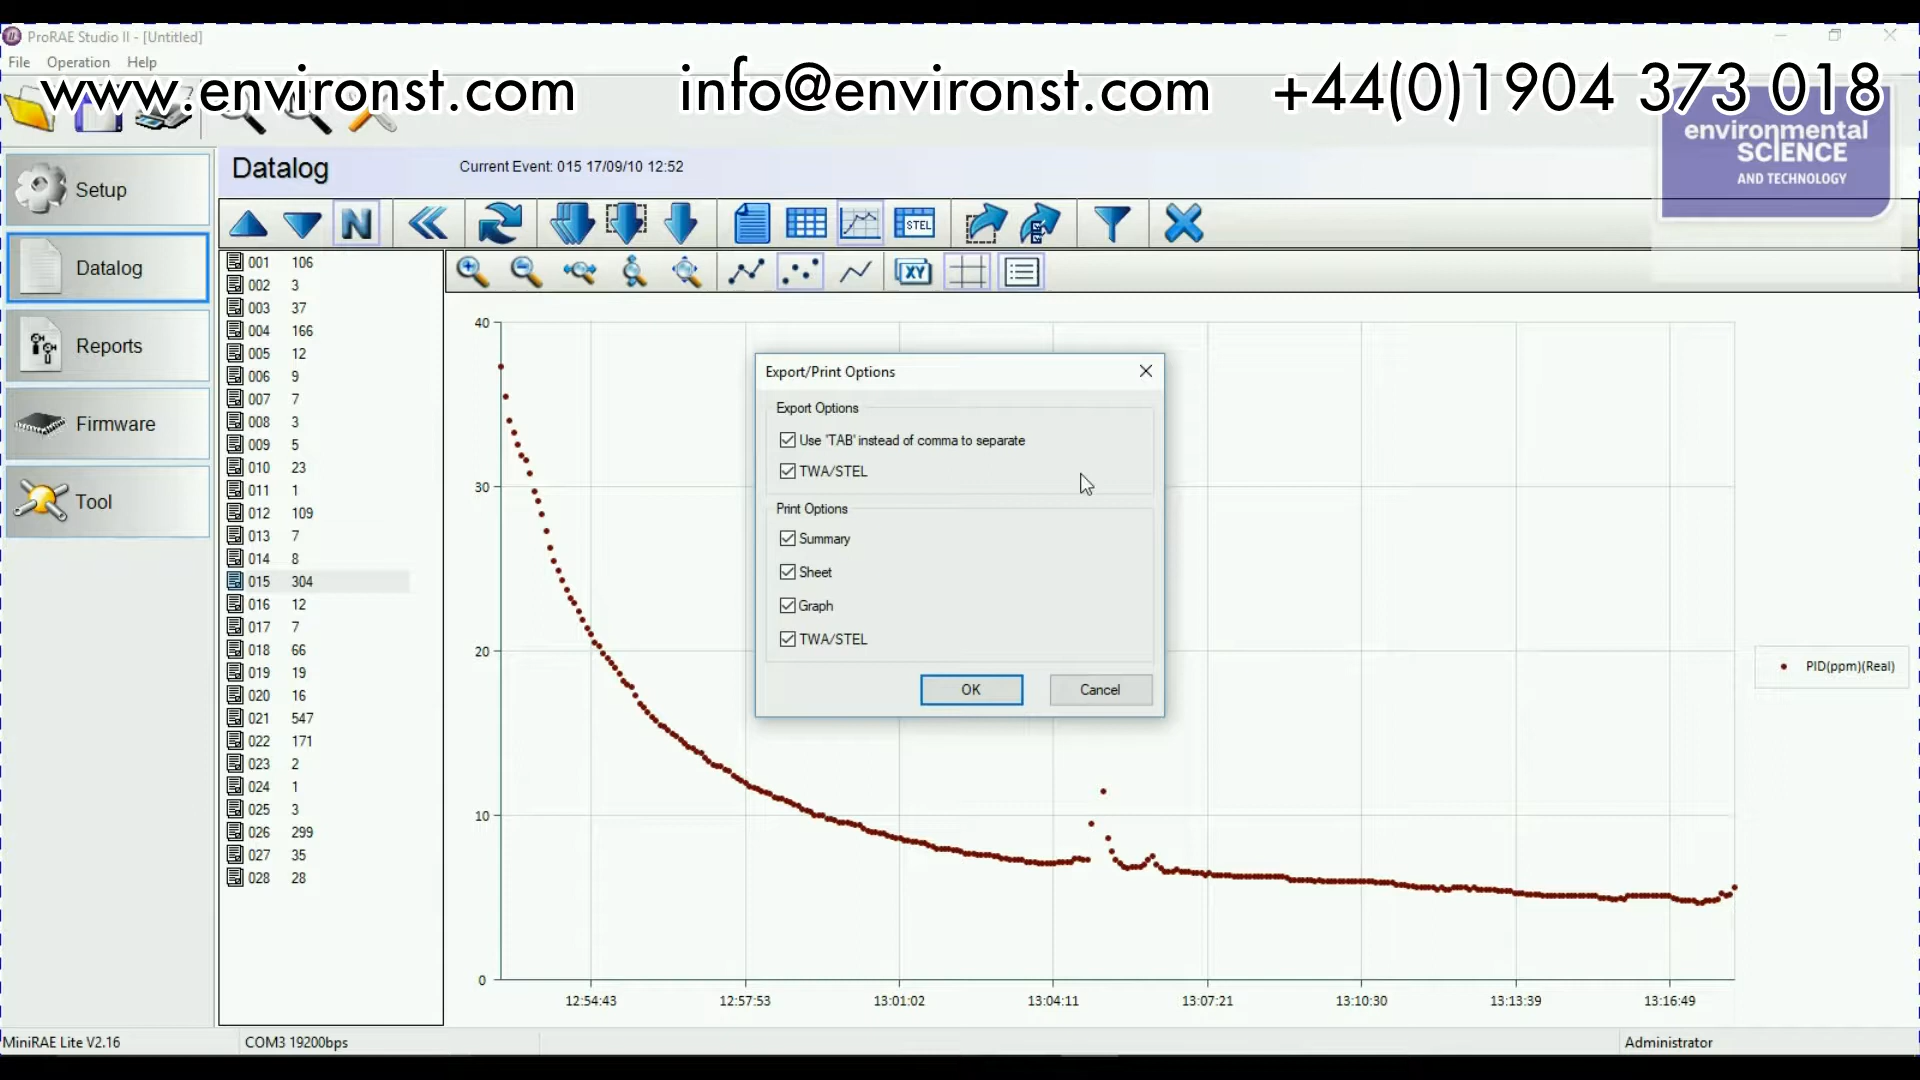 ProRAE Studio II - [Untitled]
File Operation Help
www.environst.com info@environst.com +44(0)1904 373 018
environmental
SCIENCE
AND TECHNOLOGY
Setup
Datalog
Reports
Firmware
Tool
Datalog
Current Event: 015 17/09/10 12:52
N
STEL
XY
001 106
002 3
003 37
004 166
005 12
006 9
007 7
008 3
009 5
010 23
011 1
012 109
013 7
014 8
015 304
016 12
017 7
018 66
019 19
020 16
021 547
022 171
023 2
024 1
025 3
026 299
027 35
028 28
Export/Print Options
Export Options
Use 'TAB' instead of comma to separate
TWA/STEL
Print Options
Summary
Sheet
Graph
TWA/STEL
OK Cancel
40
30
20
10
0
12:54:43 12:57:53 13:01:02 13:04:11 13:07:21 13:10:30 13:13:39 13:16:49
PID(ppm)(Real)
MiniRAE Lite V2.16 COM3 19200bps Administrator